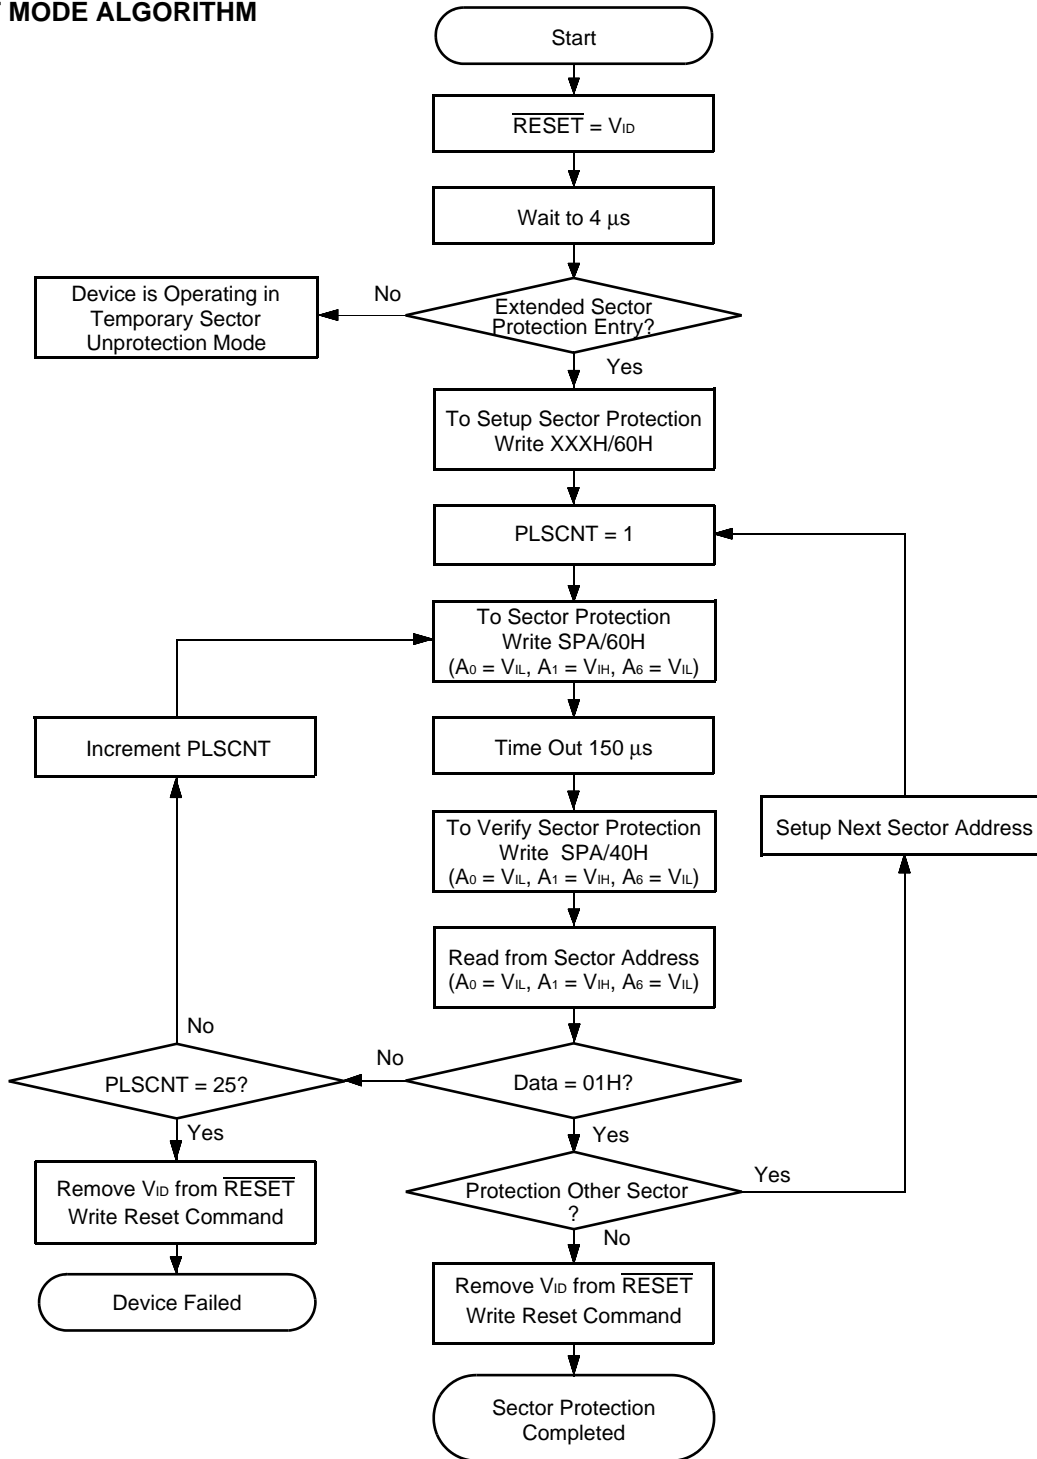 MODE ALGORITHM
Start
RESET = VID
Wait to 4 μs
Extended Sector
Protection Entry?
No
Device is Operating in
Temporary Sector
Unprotection Mode
Yes
To Setup Sector Protection
Write XXXH/60H
PLSCNT = 1
To Sector Protection
Write SPA/60H
(A0 = VIL, A1 = VIH, A6 = VIL)
Increment PLSCNT
Time Out 150 μs
Setup Next Sector Address
To Verify Sector Protection
Write SPA/40H
(A0 = VIL, A1 = VIH, A6 = VIL)
Read from Sector Address
(A0 = VIL, A1 = VIH, A6 = VIL)
No
PLSCNT = 25?
No
Data = 01H?
Yes
Yes
Protection Other Sector
?
Yes
Remove VID from RESET
Write Reset Command
No
Device Failed
Remove VID from RESET
Write Reset Command
Sector Protection
Completed